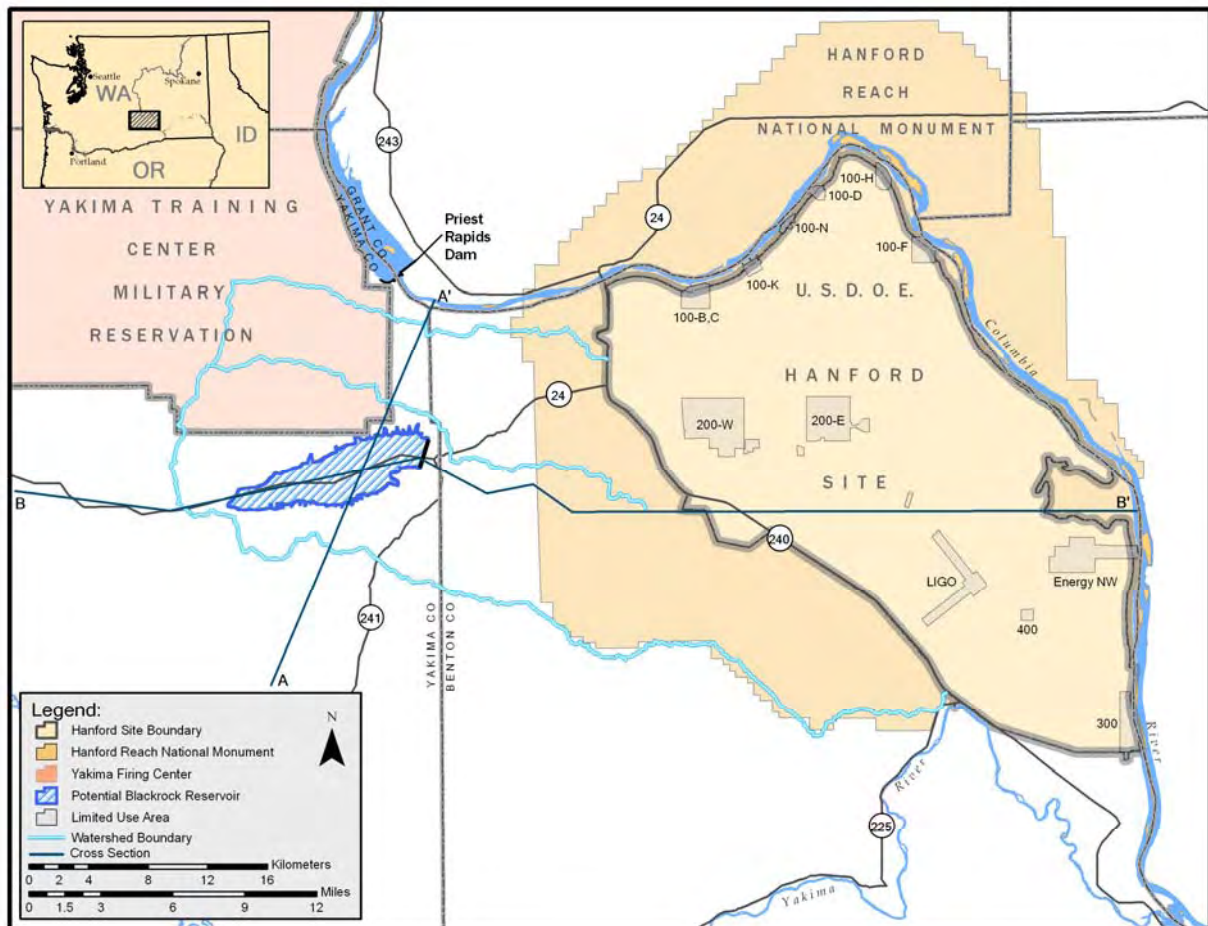 Seattle
Spokane
WA
ID
Portland
OR
HANFORD
REACH
NATIONAL MONUMENT
243
GRANT CO
YAKIMA CO
YAKIMA TRAINING
CENTER
MILITARY
RESERVATION
Priest
Rapids
Dam
24
100-H
100-D
100-N
100-F
100-K
100-B,C
U. S. D. O. E.
A'
Columbia
HANFORD
24
200-W
200-E
SITE
B
B'
240
LIGO
Energy NW
400
241
YAKIMA CO
BENTON CO
A
300
River
River
225
Yakima
Legend:
N
Hanford Site Boundary
Hanford Reach National Monument
Yakima Firing Center
Potential Blackrock Reservoir
Limited Use Area
Watershed Boundary
Cross Section
Kilometers
0 2 4 8 12 16
Miles
0 1.5 3 6 9 12